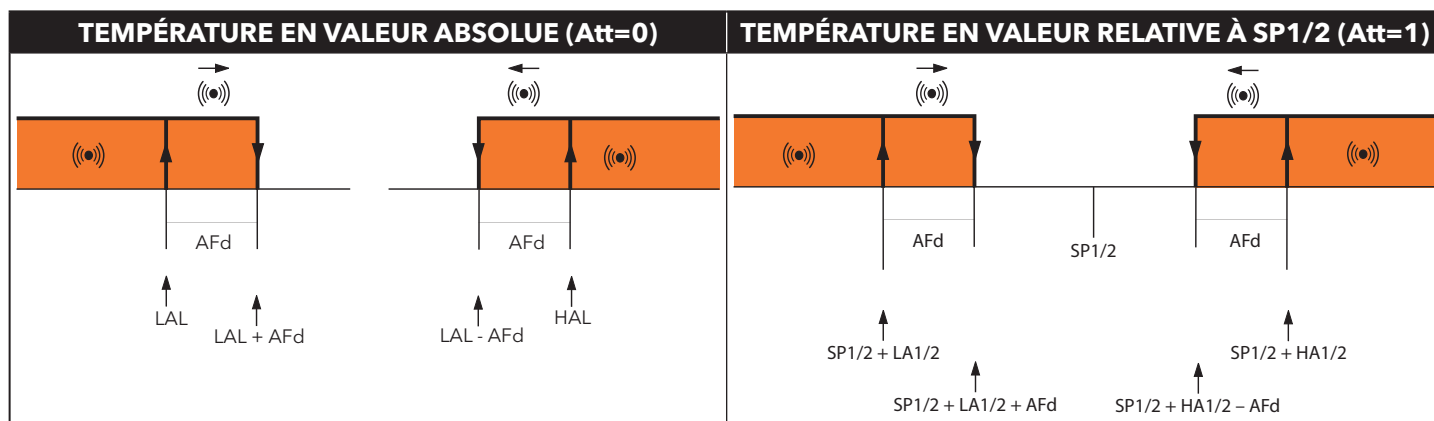 TEMPÉRATURE EN VALEUR ABSOLUE (Att=0)
AFd
AFd
LAL
LAL + AFd
LAL - AFd
HAL
TEMPÉRATURE EN VALEUR RELATIVE À SP1/2 (Att=1)
AFd
SP1/2
AFd
SP1/2 + LA1/2
SP1/2 + HA1/2
SP1/2 + LA1/2 + AFd
SP1/2 + HA1/2 – AFd